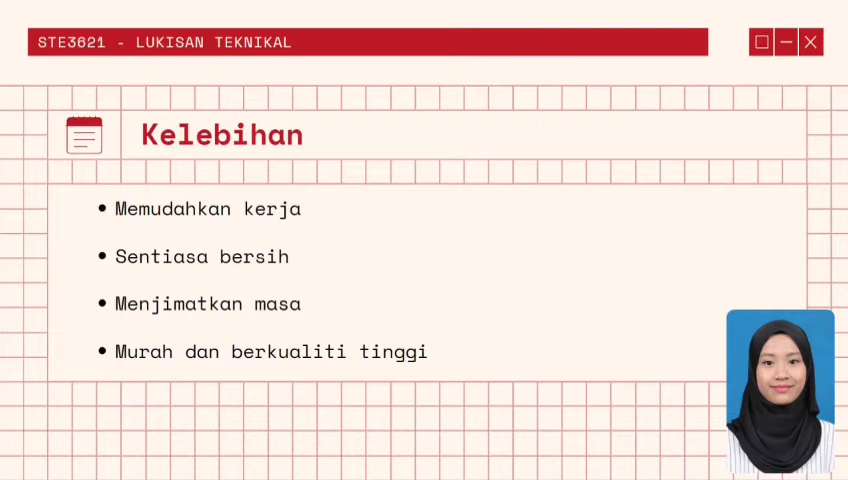 STE3621 - LUKISAN TEKNIKAL
Kelebihan
• Memudahkan kerja
• Sentiasa bersih
• Menjimatkan masa
• Murah dan berkualiti tinggi